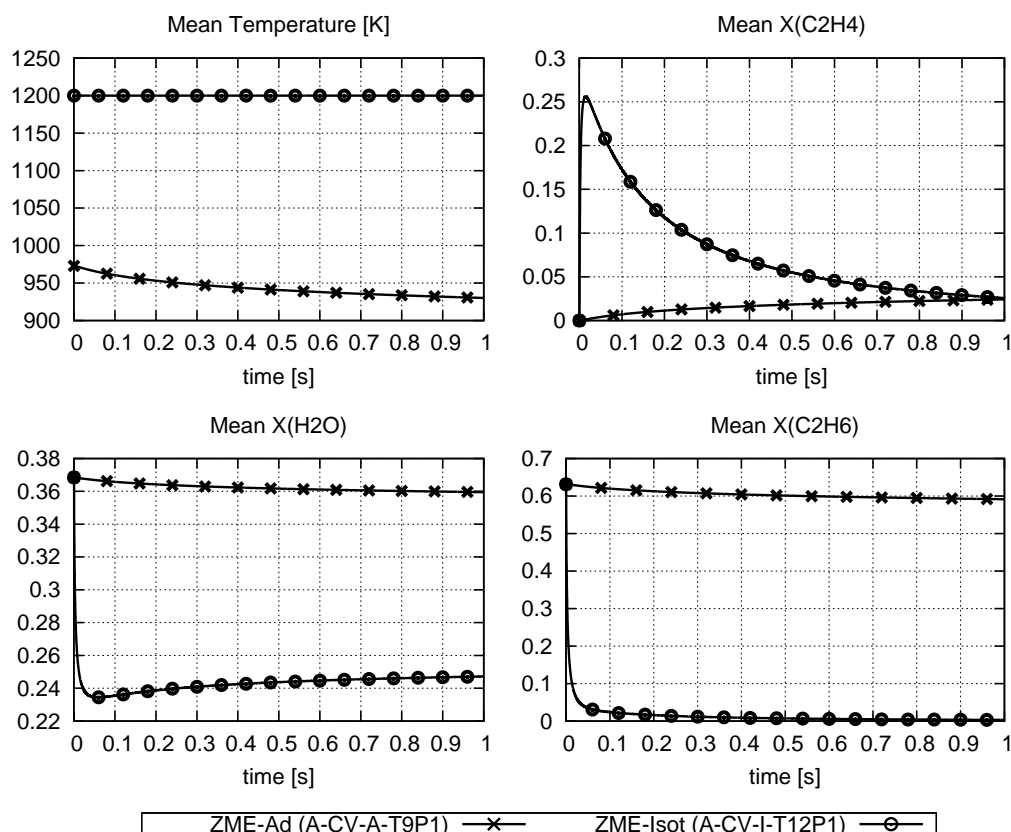 Mean Temperature [K]
1250
1200
1150
1100
1050
1000
950
900
0 0.1 0.2 0.3 0.4 0.5 0.6 0.7 0.8 0.9 1
time [s]
Mean X(C2H4)
0.3
0.25
0.2
0.15
0.1
0.05
0
0 0.1 0.2 0.3 0.4 0.5 0.6 0.7 0.8 0.9 1
time [s]
Mean X(H2O)
0.38
0.36
0.34
0.32
0.3
0.28
0.26
0.24
0.22
0 0.1 0.2 0.3 0.4 0.5 0.6 0.7 0.8 0.9 1
time [s]
Mean X(C2H6)
0.7
0.6
0.5
0.4
0.3
0.2
0.1
0
0 0.1 0.2 0.3 0.4 0.5 0.6 0.7 0.8 0.9 1
time [s]
ZME-Ad (A-CV-A-T9P1) ZME-Isot (A-CV-I-T12P1)